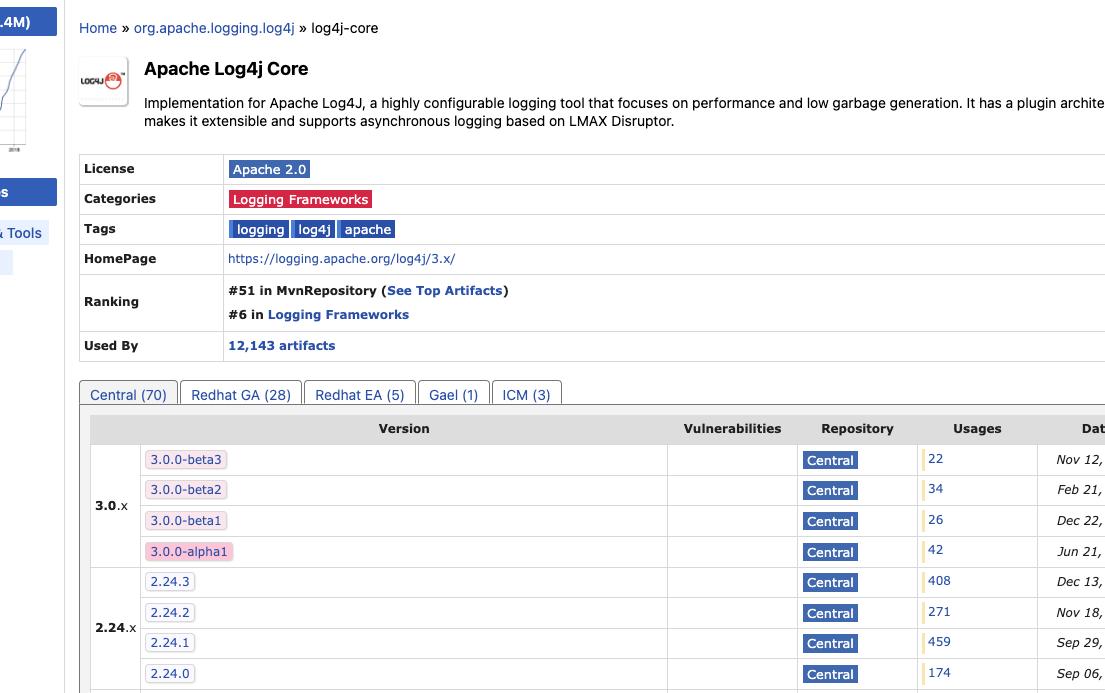 .4M)
2018
s
& Tools
Home » org.apache.logging.log4j » log4j-core
LOG4J
Apache Log4j Core
Implementation for Apache Log4J, a highly configurable logging tool that focuses on performance and low garbage generation. It has a plugin archite
makes it extensible and supports asynchronous logging based on LMAX Disruptor.
License Apache 2.0
Categories Logging Frameworks
Tags logging log4j apache
HomePage https://logging.apache.org/log4j/3.x/
Ranking #51 in MvnRepository (See Top Artifacts)
#6 in Logging Frameworks
Used By 12,143 artifacts
Central (70) Redhat GA (28) Redhat EA (5) Gael (1) ICM (3)
Version Vulnerabilities Repository Usages Dat
3.0.x
3.0.0-beta3 Central 22 Nov 12,
3.0.0-beta2 Central 34 Feb 21,
3.0.0-beta1 Central 26 Dec 22,
3.0.0-alpha1 Central 42 Jun 21,
2.24.x
2.24.3 Central 408 Dec 13,
2.24.2 Central 271 Nov 18,
2.24.1 Central 459 Sep 29,
2.24.0 Central 174 Sep 06,